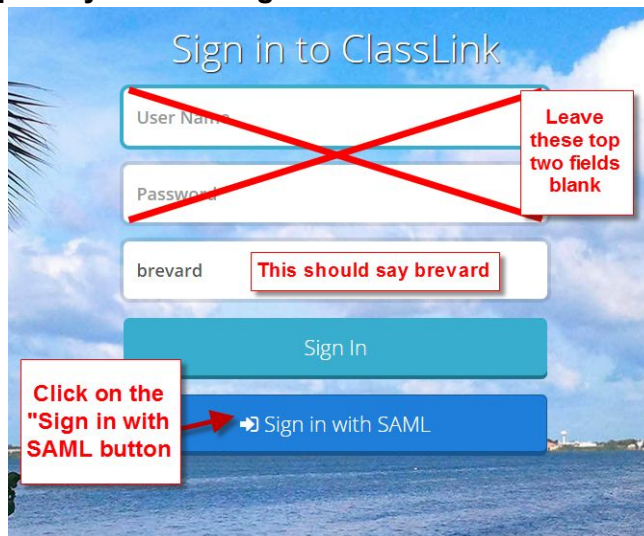 Sign in to ClassLink
User Name
Leave
these top
two fields
blank
Password
brevard
This should say brevard
Sign In
Click on the
"Sign in with
SAML button
Sign in with SAML